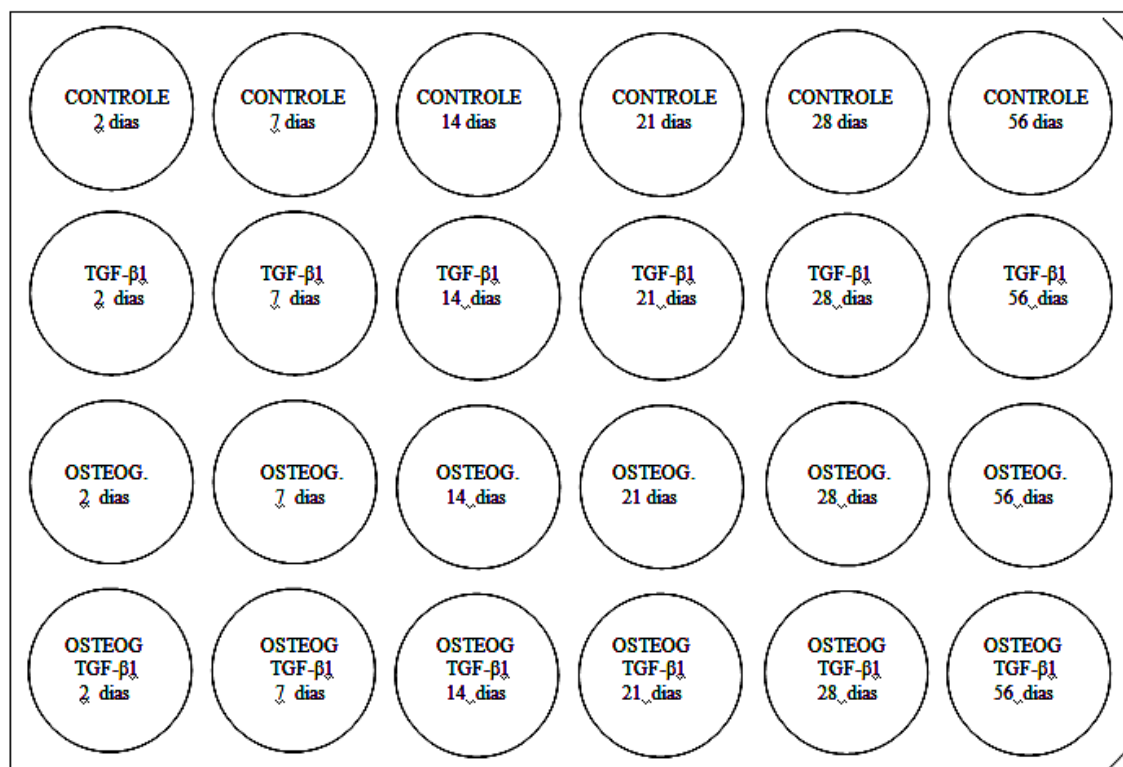 CONTROLE
2 dias
CONTROLE
7 dias
CONTROLE
14 dias
CONTROLE
21 dias
CONTROLE
28 dias
CONTROLE
56 dias
TGF-β1
2 dias
TGF-β1
7 dias
TGF-β1
14 dias
TGF-β1
21 dias
TGF-β1
28 dias
TGF-β1
56 dias
OSTEOG.
2 dias
OSTEOG.
7 dias
OSTEOG.
14 dias
OSTEOG.
21 dias
OSTEOG.
28 dias
OSTEOG.
56 dias
OSTEOG
TGF-β1
2 dias
OSTEOG
TGF-β1
7 dias
OSTEOG
TGF-β1
14 dias
OSTEOG
TGF-β1
21 dias
OSTEOG
TGF-β1
28 dias
OSTEOG
TGF-β1
56 dias